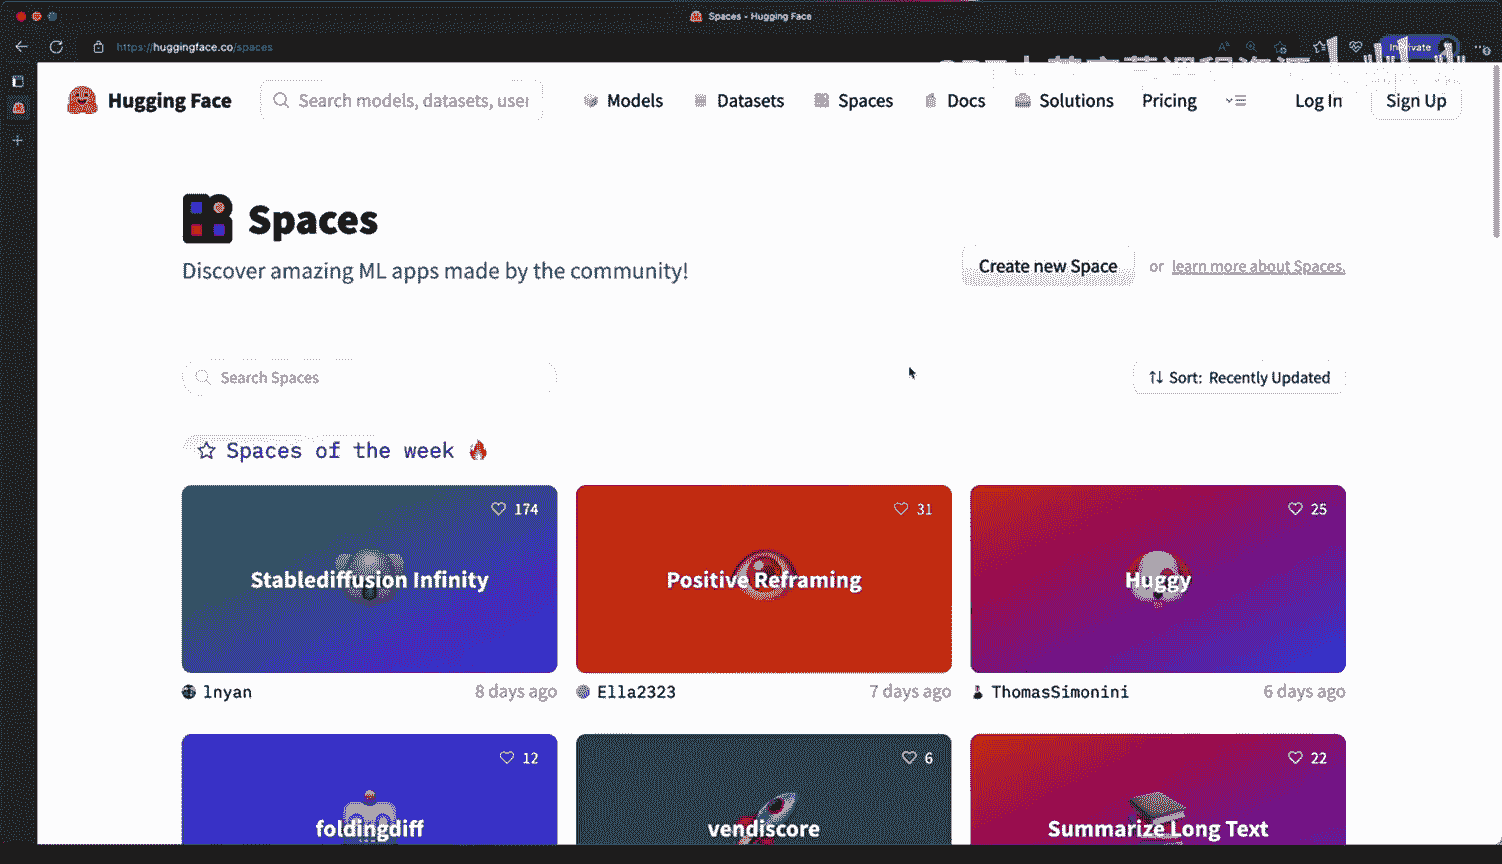 Spaces - Hugging Face
https://huggingface.co/spaces
Hugging Face
Search models, datasets, user
Models
Datasets
Spaces
Docs
Solutions
Pricing
Log In
Sign Up
Spaces
Discover amazing ML apps made by the community!
Create new Space
or learn more about Spaces.
Search Spaces
Sort: Recently Updated
Spaces of the week 🔥
174
Stablediffusion Infinity
lnyan
8 days ago
31
Positive Reframing
Ella2323
7 days ago
25
Huggy
ThomasSimonini
6 days ago
12
foldingdiff
6
vendiscore
22
Summarize Long Text